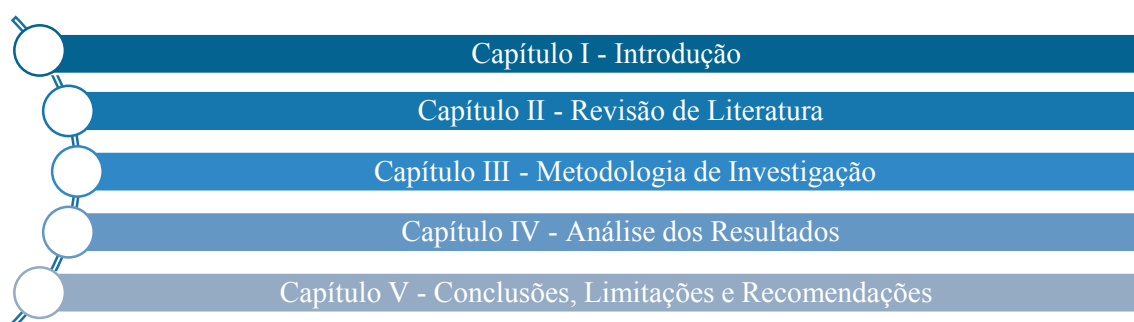 Capítulo I - Introdução
Capítulo II - Revisão de Literatura
Capítulo III - Metodologia de Investigação
Capítulo IV - Análise dos Resultados
Capítulo V - Conclusões, Limitações e Recomendações